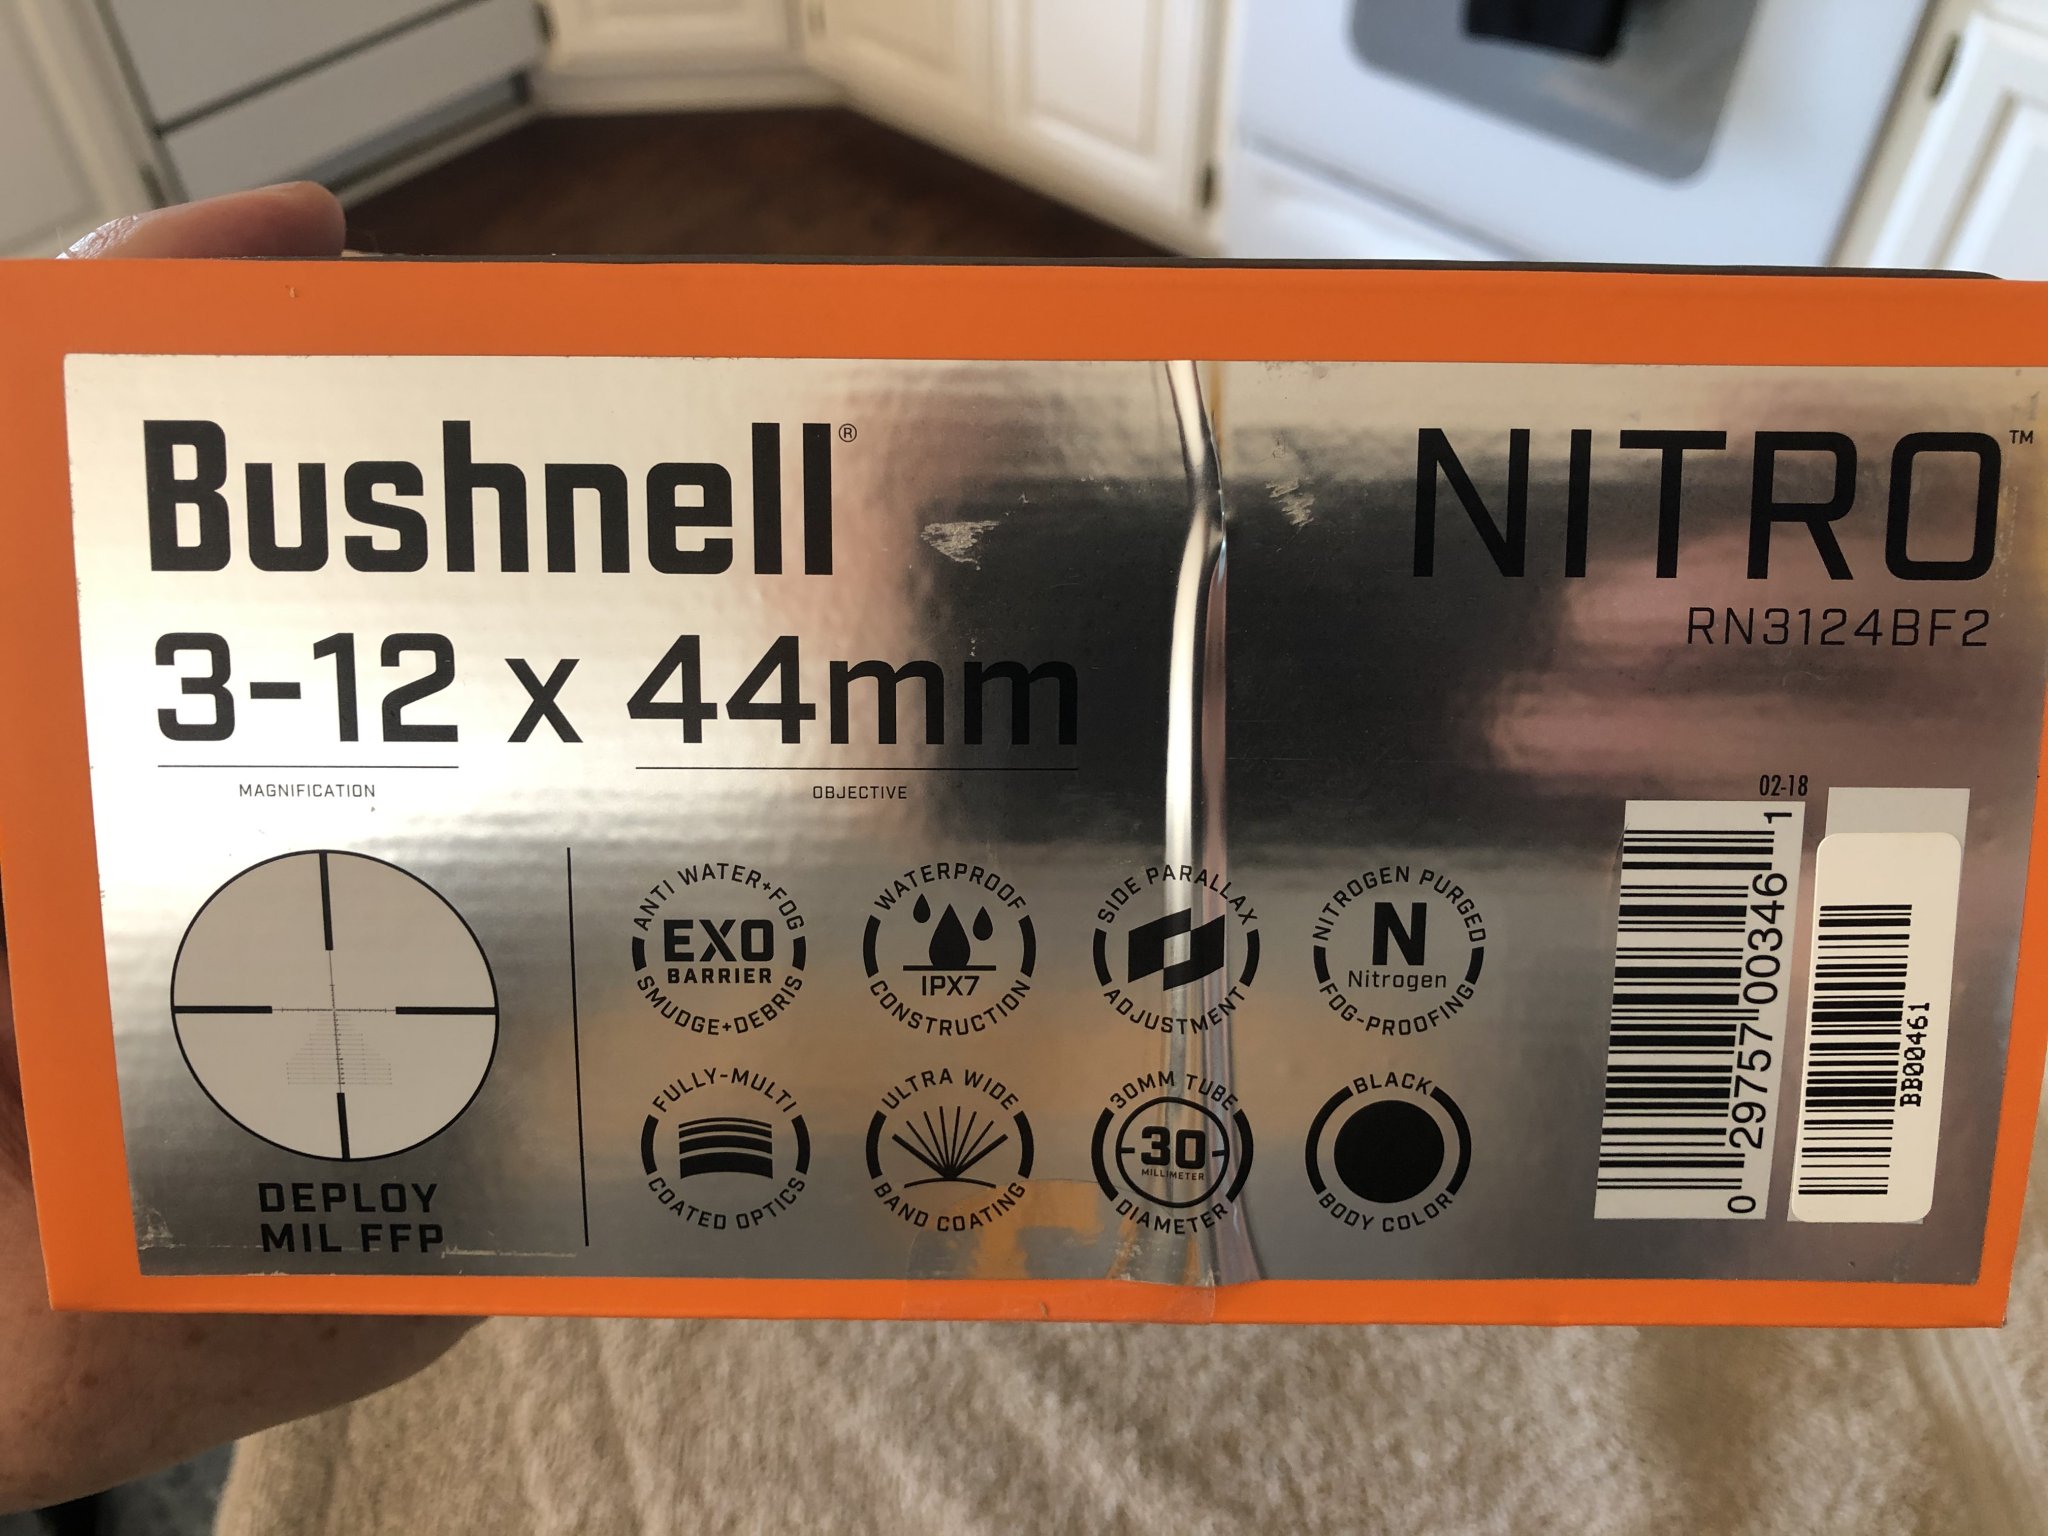 Bushnell®
NITRO™
RN3124BF2
3-12 x 44mm
MAGNIFICATION
OBJECTIVE
DEPLOY
MIL FFP
ANTI WATER+FOG
EXO
BARRIER
SMUDGE+DEBRIS
WATERPROOF
IPX7
CONSTRUCTION
SIDE PARALLAX
ADJUSTMENT
NITROGEN PURGED
N
Nitrogen
FOG-PROOFING
FULLY-MULTI
COATED OPTICS
ULTRA WIDE
BAND COATING
30MM TUBE
30
MILLIMETER
DIAMETER
BLACK
BODY COLOR
02-18
0 29757 00346 1
BB00461